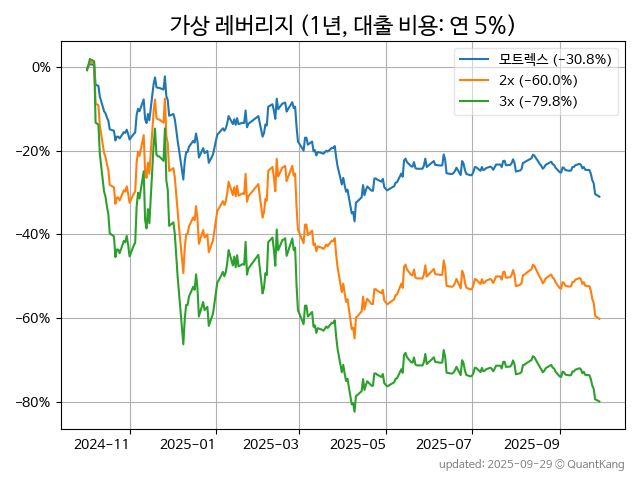 가상 레버리지 (1년, 대출 비용: 연 5%)
모트렉스 (−30.8%)
2x (−60.0%)
3x (−79.8%)
0%
−20%
−40%
−60%
−80%
2024−11 2025−01 2025−03 2025−05 2025−07 2025−09
updated: 2025-09-29 © QuantKang